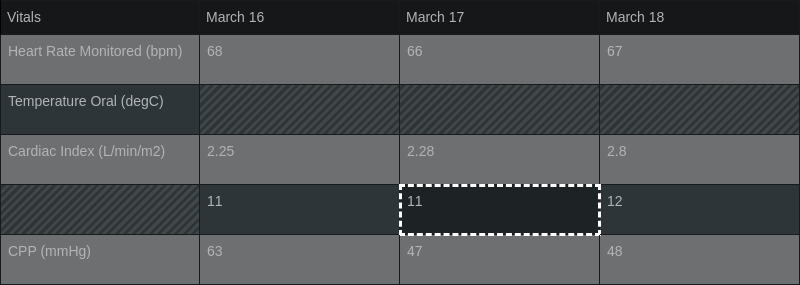 Vitals March 16 March 17 March 18
Heart Rate Monitored (bpm) 68 66 67
Temperature Oral (degC)
Cardiac Index (L/min/m2) 2.25 2.28 2.8
11 11 12
CPP (mmHg) 63 47 48